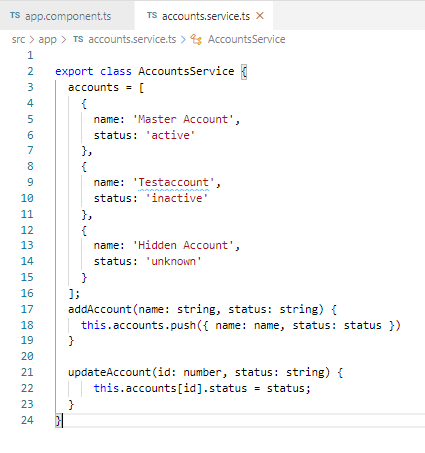 TS app.component.ts TS accounts.service.ts ×
src > app > TS accounts.service.ts > AccountsService
1
2 export class AccountsService {
3 accounts = [
4 {
5 name: 'Master Account',
6 status: 'active'
7 },
8 {
9 name: 'Testaccount',
10 status: 'inactive'
11 },
12 {
13 name: 'Hidden Account',
14 status: 'unknown'
15 }
16 ];
17 addAccount(name: string, status: string) {
18 this.accounts.push({ name: name, status: status })
19 }
20
21 updateAccount(id: number, status: string) {
22 this.accounts[id].status = status;
23 }
24 }